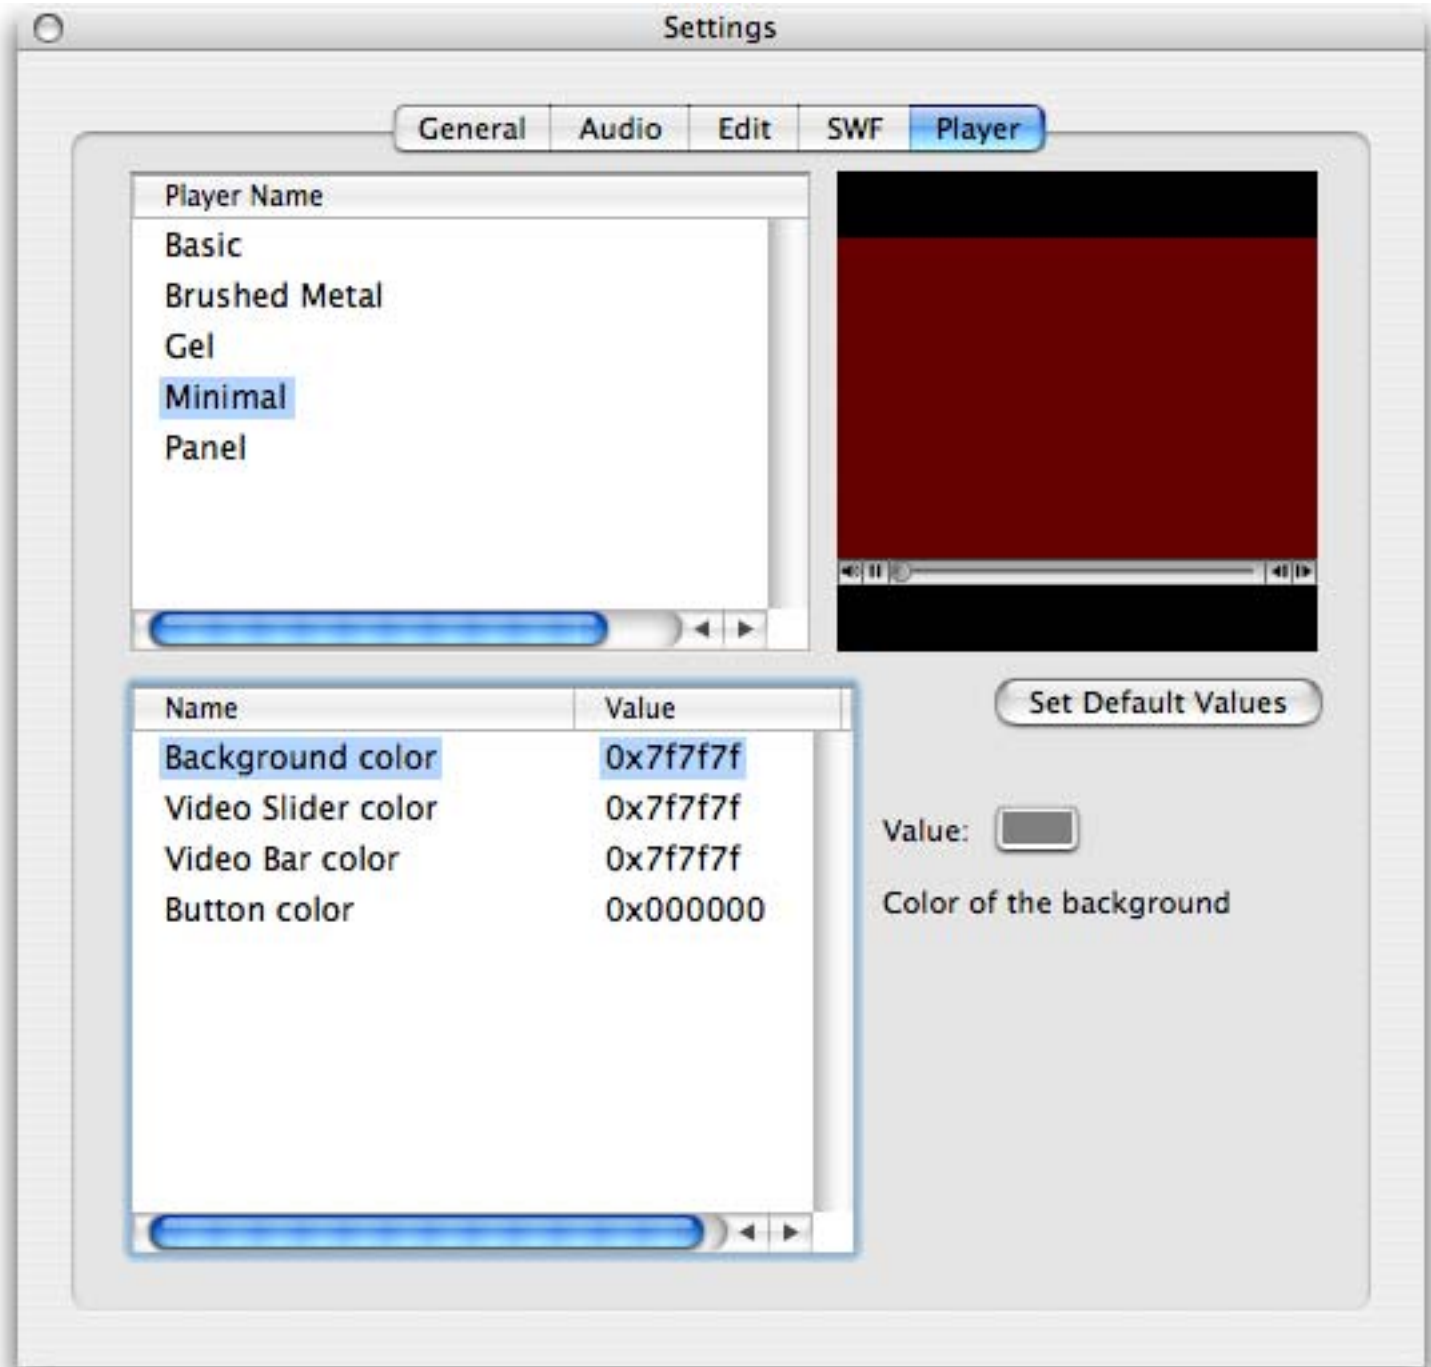 Settings
General Audio Edit SWF Player
Player Name
Basic
Brushed Metal
Gel
Minimal
Panel
Set Default Values
Name Value
Background color 0x7f7f7f
Video Slider color 0x7f7f7f
Video Bar color 0x7f7f7f
Button color 0x000000
Value:
Color of the background